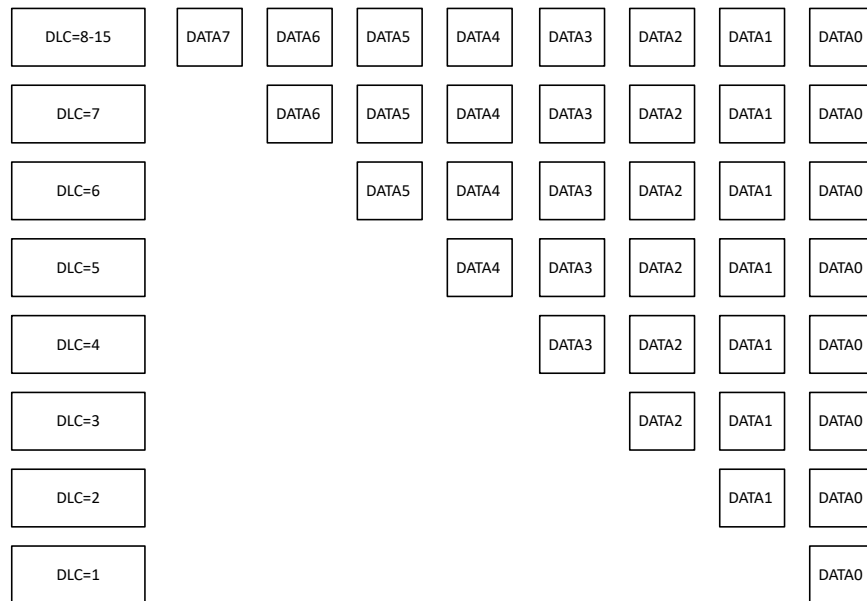 DLC=8-15 DATA7 DATA6 DATA5 DATA4 DATA3 DATA2 DATA1 DATA0
DLC=7 DATA6 DATA5 DATA4 DATA3 DATA2 DATA1 DATA0
DLC=6 DATA5 DATA4 DATA3 DATA2 DATA1 DATA0
DLC=5 DATA4 DATA3 DATA2 DATA1 DATA0
DLC=4 DATA3 DATA2 DATA1 DATA0
DLC=3 DATA2 DATA1 DATA0
DLC=2 DATA1 DATA0
DLC=1 DATA0